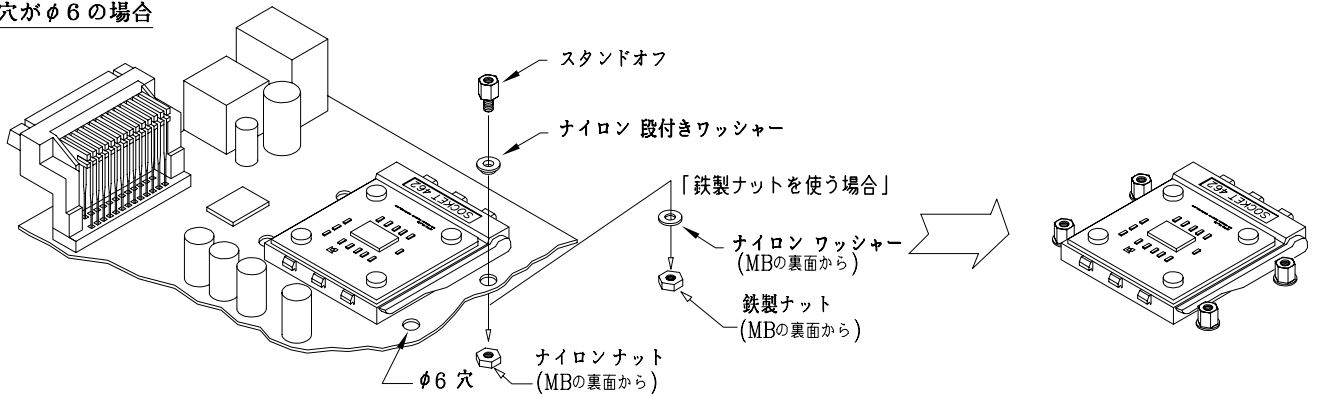 穴がφ６の場合
スタンドオフ
ナイロン 段付きワッシャー
「鉄製ナットを使う場合」
ナイロン ワッシャー
(MBの裏面から)
鉄製ナット
(MBの裏面から)
ナイロンナット
(MBの裏面から)
φ6 穴
SOCKET 462
SOCKET 462